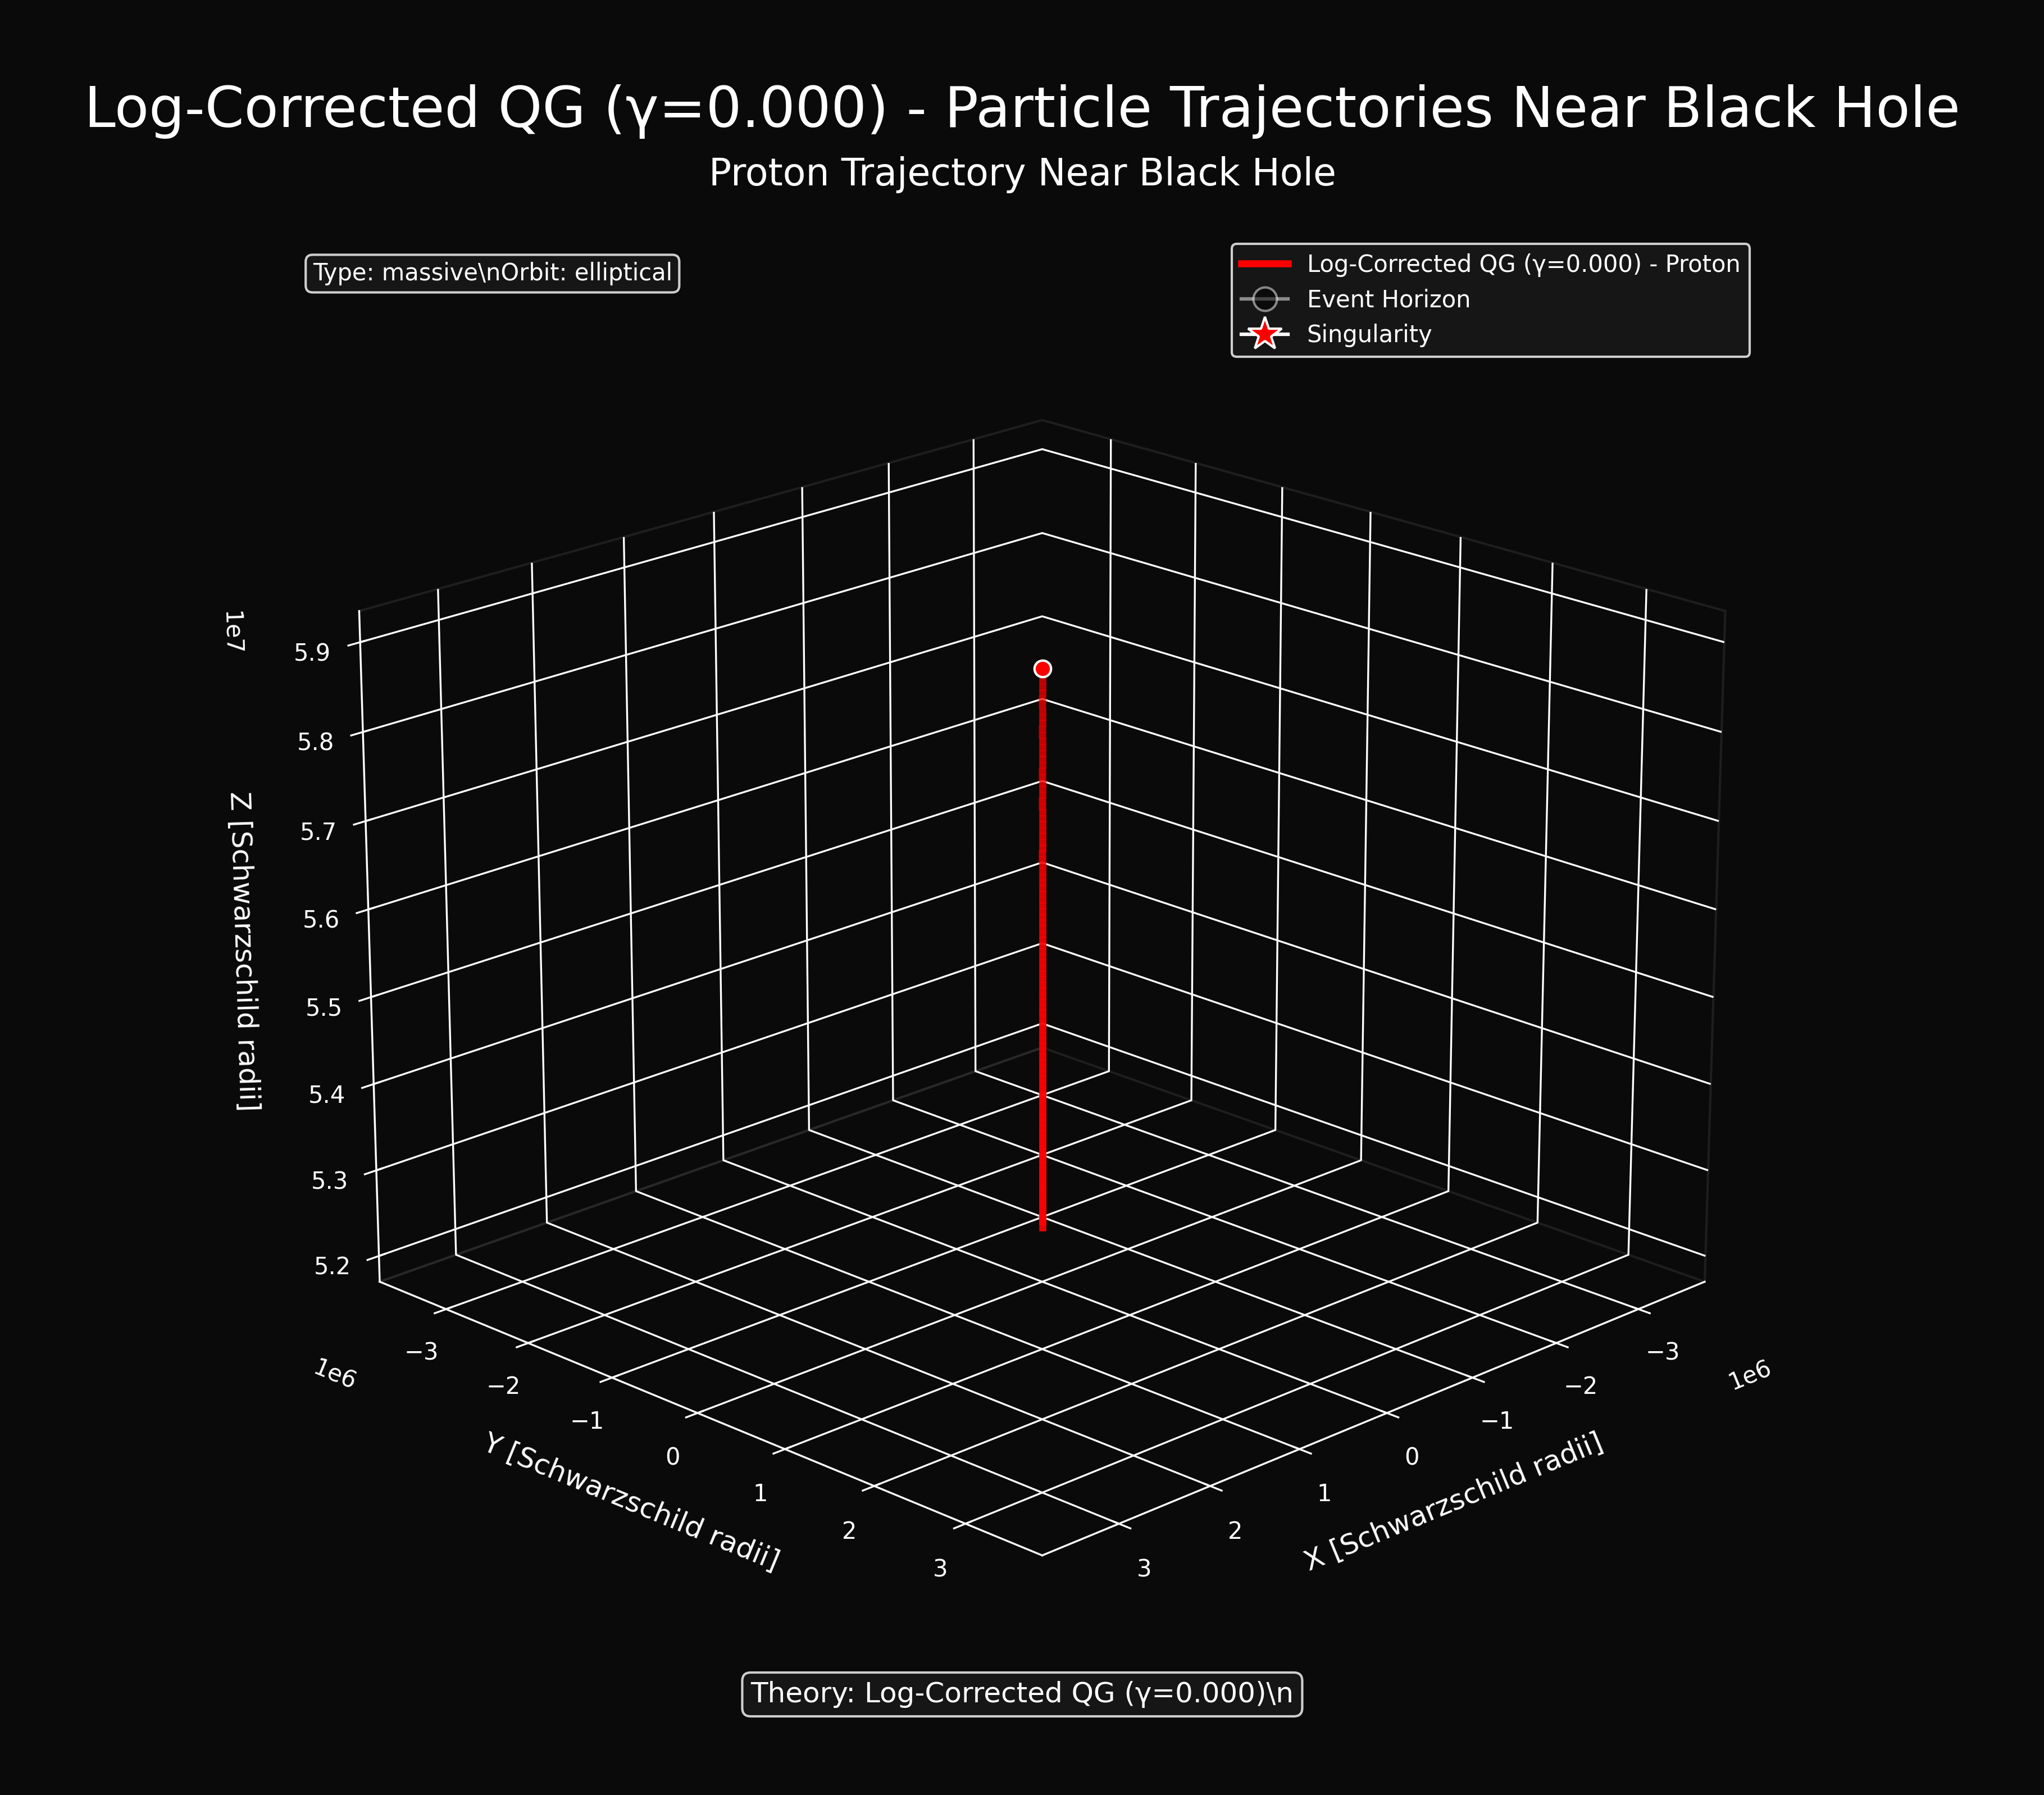 Log-Corrected QG (γ=0.000) - Particle Trajectories Near Black Hole
Proton Trajectory Near Black Hole
Type: massive\nOrbit: elliptical
Log-Corrected QG (γ=0.000) - Proton
Event Horizon
Singularity
1e7
5.9
5.8
5.7
5.6
5.5
5.4
5.3
5.2
Z [Schwarzschild radii]
1e6
−3
−2
−1
0
1
2
3
Y [Schwarzschild radii]
3
2
1
0
−1
−2
−3
1e6
X [Schwarzschild radii]
Theory: Log-Corrected QG (γ=0.000)\n